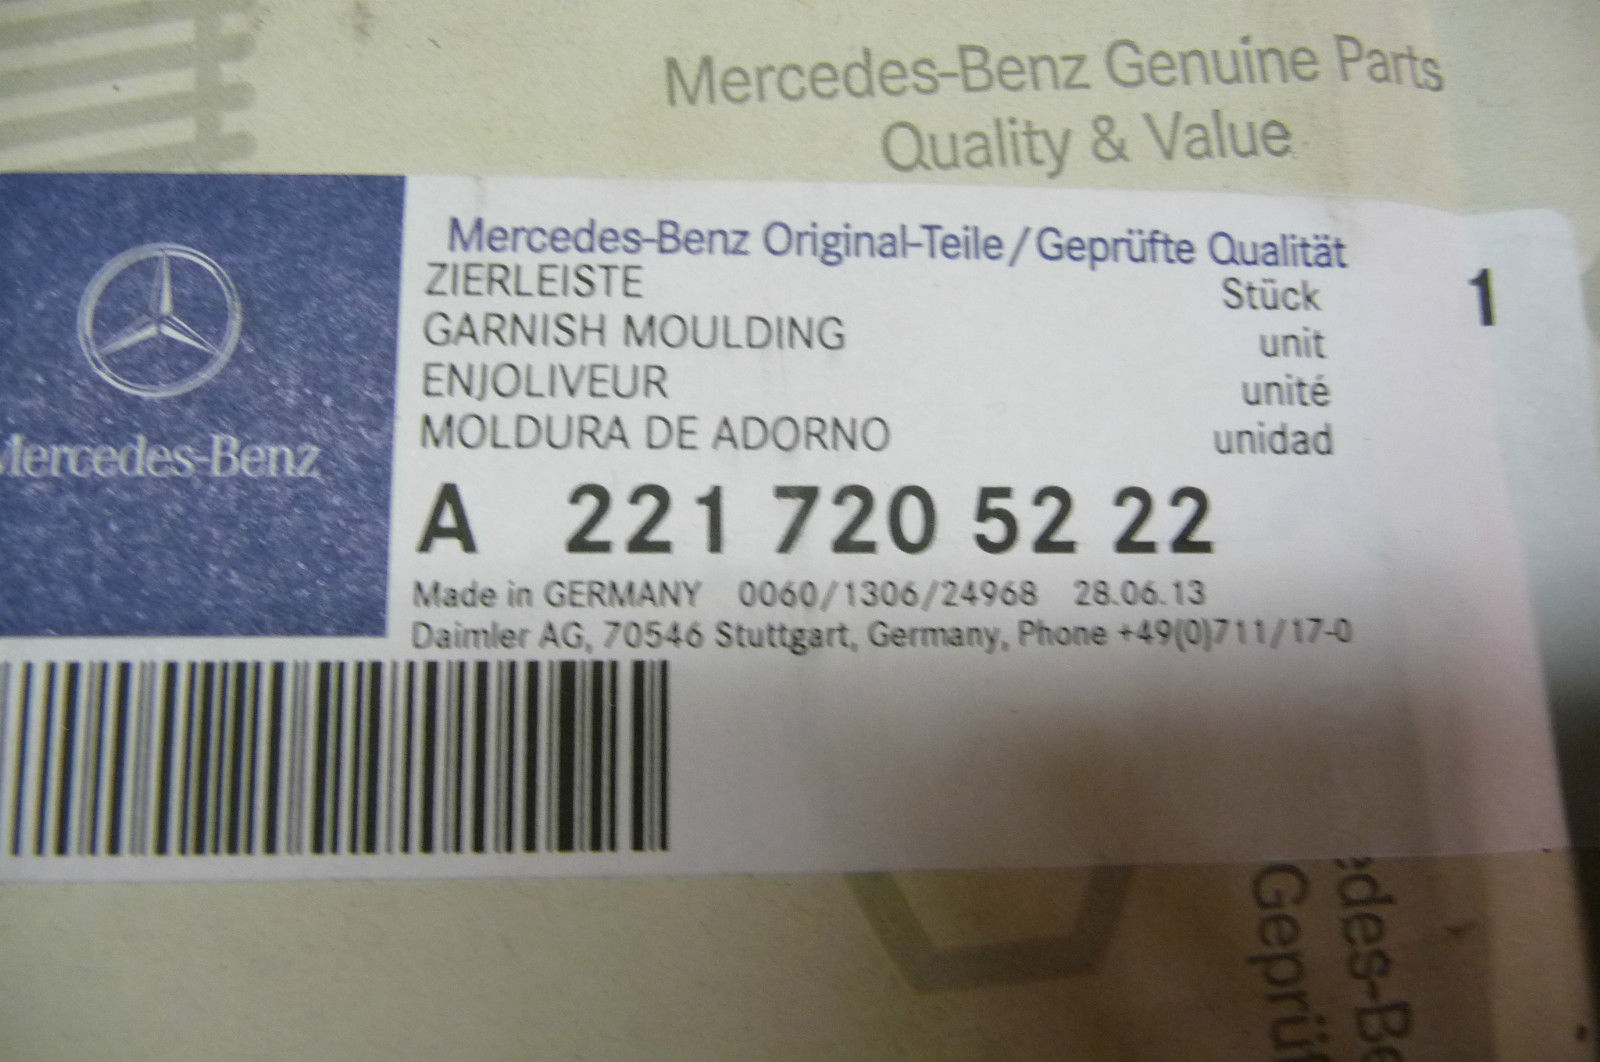 Mercedes-Benz Genuine Parts
Quality & Value
Mercedes-Benz Original-Teile/Geprüfte Qualität
ZIERLEISTE Stück 1
GARNISH MOULDING unit
ENJOLIVEUR unité
MOLDURA DE ADORNO unidad
Mercedes-Benz
A 221 720 52 22
Made in GERMANY 0060/1306/24968 28.06.13
Daimler AG, 70546 Stuttgart, Germany, Phone +49(0)711/17-0